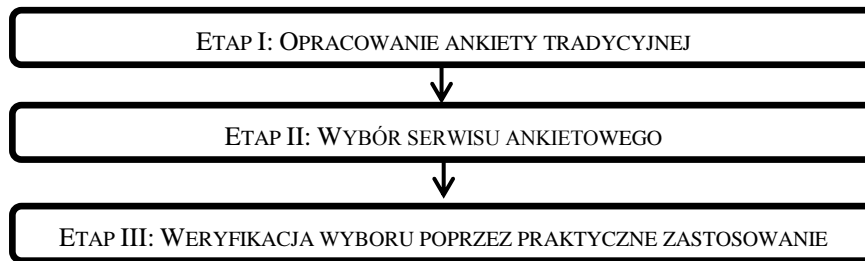 ETAP I: OPRACOWANIE ANKIETY TRADYCYJNEJ
ETAP II: WYBÓR SERWISU ANKIETOWEGO
ETAP III: WERYFIKACJA WYBORU POPRZEZ PRAKTYCZNE ZASTOSOWANIE